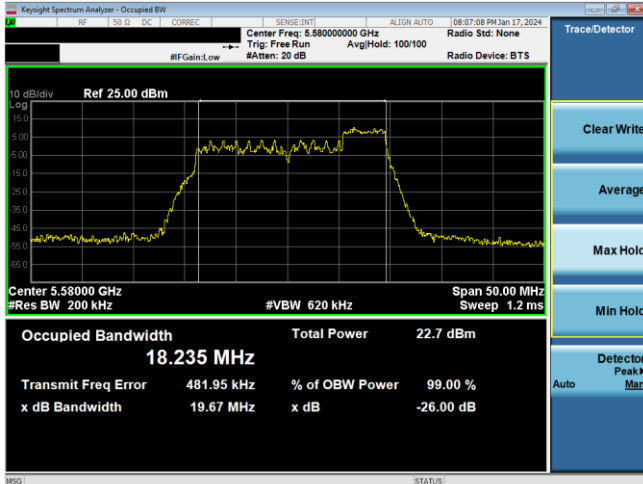 Keysight Spectrum Analyzer - Occupied BW
RF 50 Ω DC CORREC SENSE:INT ALIGN AUTO 08:07:08 PM Jan 17, 2024
Center Freq: 5.580000000 GHz Radio Std: None
Trig: Free Run Avg|Hold: 100/100
#IFGain:Low #Atten: 20 dB Radio Device: BTS
Trace/Detector
10 dB/div Ref 25.00 dBm
Log
15.0
5.00
-5.00
-15.0
-25.0
-35.0
-45.0
-55.0
-65.0
Center 5.58000 GHz Span 50.00 MHz
#Res BW 200 kHz #VBW 620 kHz Sweep 1.2 ms
Occupied Bandwidth Total Power 22.7 dBm
18.235 MHz
Transmit Freq Error 481.95 kHz % of OBW Power 99.00 %
x dB Bandwidth 19.67 MHz x dB -26.00 dB
Clear Write
Average
Max Hold
Min Hold
Detector
Peak
Auto Man
MSG STATUS